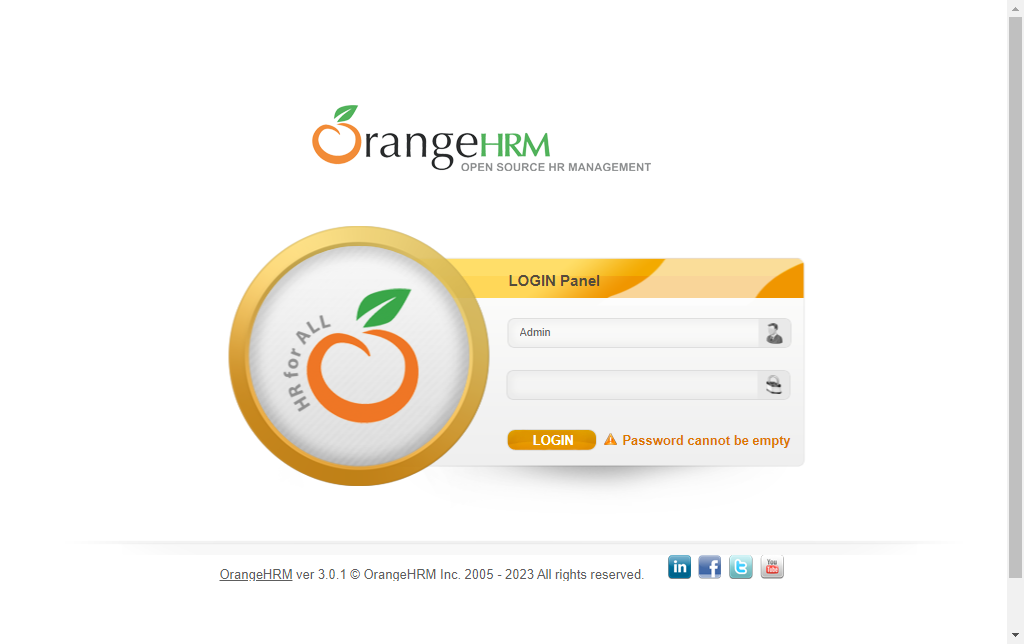 OrangeHRM
OPEN SOURCE HR MANAGEMENT
HR for ALL
LOGIN Panel
Admin
LOGIN Password cannot be empty
OrangeHRM ver 3.0.1 © OrangeHRM Inc. 2005 - 2023 All rights reserved.
in f t You Tube